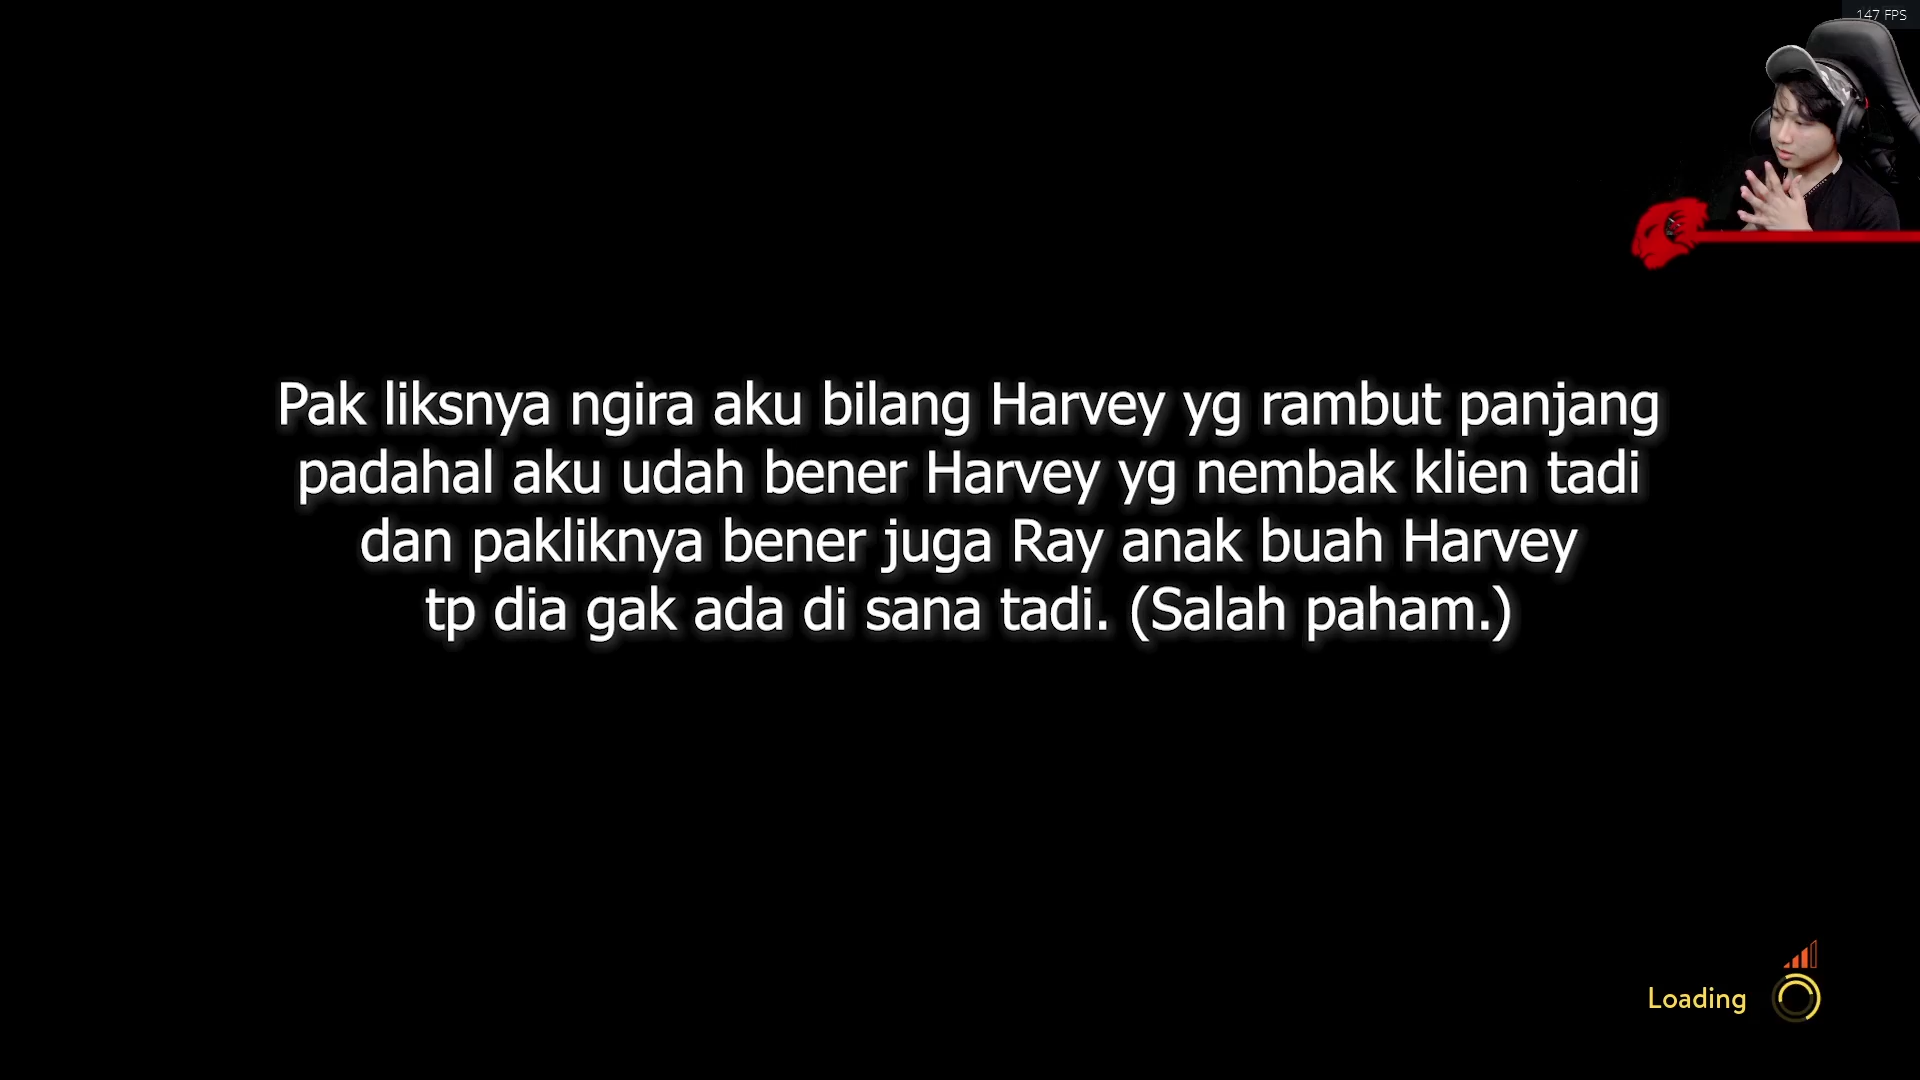 147 FPS
Pak liksnya ngira aku bilang Harvey yg rambut panjang
padahal aku udah bener Harvey yg nembak klien tadi
dan pakliknya bener juga Ray anak buah Harvey
tp dia gak ada di sana tadi. (Salah paham.)
Loading